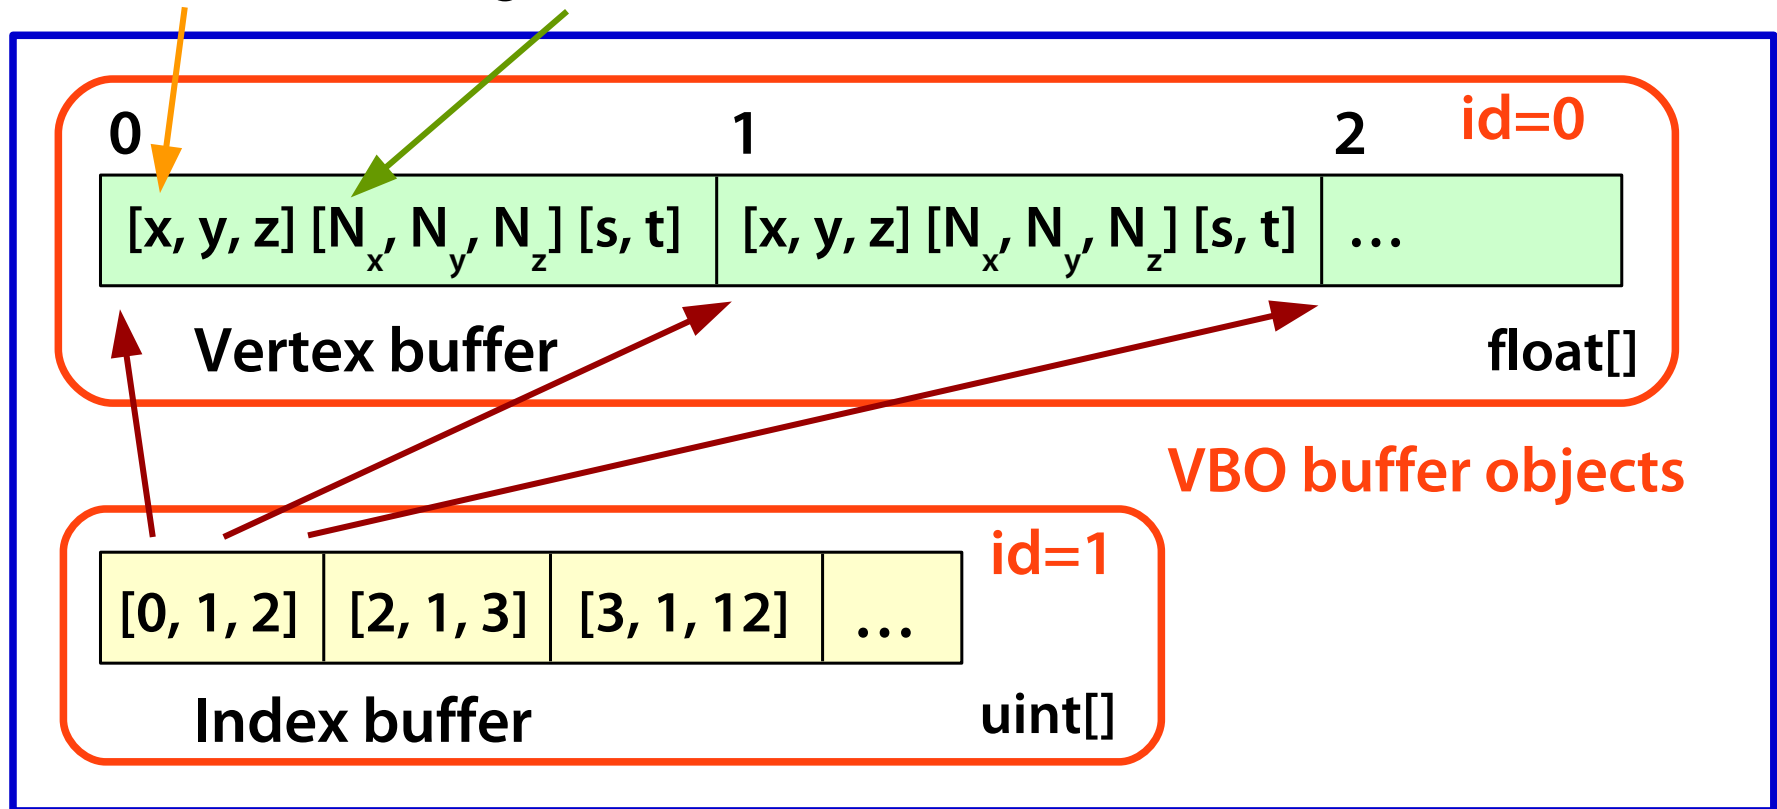 0 1 2 id=0
[x, y, z] [Nx, Ny, Nz] [s, t] [x, y, z] [Nx, Ny, Nz] [s, t] ...
Vertex buffer float[]
VBO buffer objects
id=1
[0, 1, 2] [2, 1, 3] [3, 1, 12] ...
Index buffer uint[]